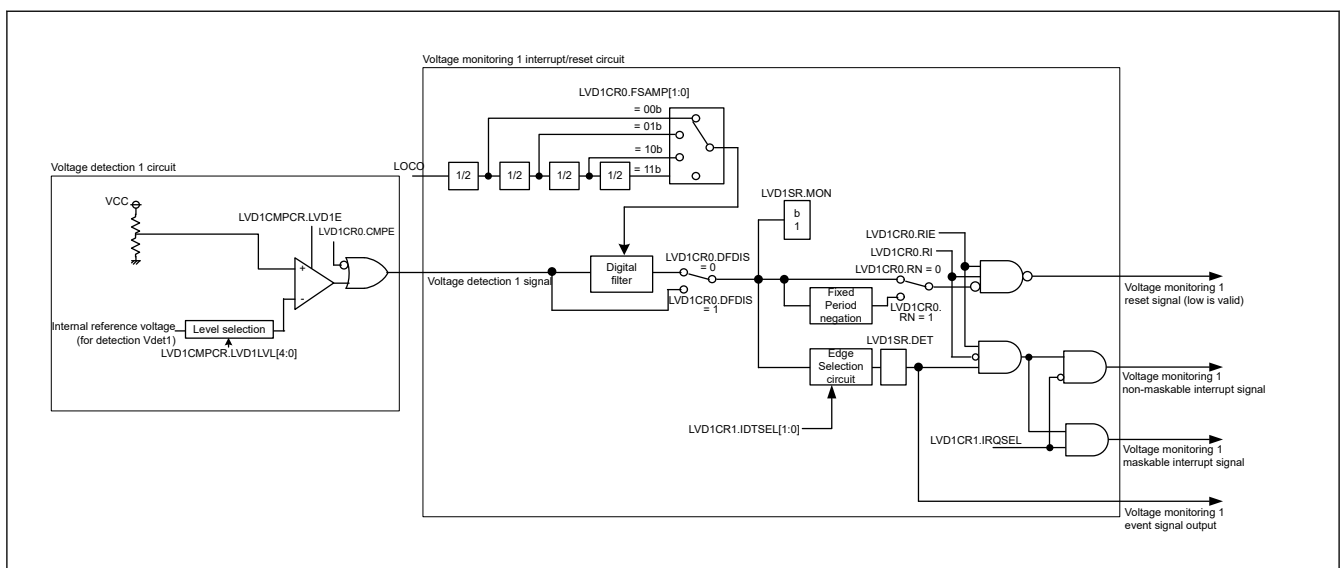 Voltage monitoring 1 interrupt/reset circuit
LVD1CR0.FSAMP[1:0]
= 00b
= 01b
= 10b
= 11b
LOCO
1/2
1/2
1/2
1/2
Voltage detection 1 circuit
VCC
LVD1CMPCR.LVD1E
LVD1CR0.CMPE
+
-
Internal reference voltage
(for detection Vdet1)
Level selection
LVD1CMPCR.LVD1LVL[4:0]
Voltage detection 1 signal
Digital
filter
LVD1CR0.DFDIS
= 0
LVD1CR0.DFDIS
= 1
LVD1SR.MON
b
1
LVD1CR0.RIE
LVD1CR0.RI
LVD1CR0.RN = 0
Fixed
Period
negation
LVD1CR0.
RN = 1
Voltage monitoring 1
reset signal (low is valid)
LVD1SR.DET
Edge
Selection
circuit
LVD1CR1.IDTSEL[1:0]
LVD1CR1.IRQSEL
Voltage monitoring 1
non-maskable interrupt signal
Voltage monitoring 1
maskable interrupt signal
Voltage monitoring 1
event signal output